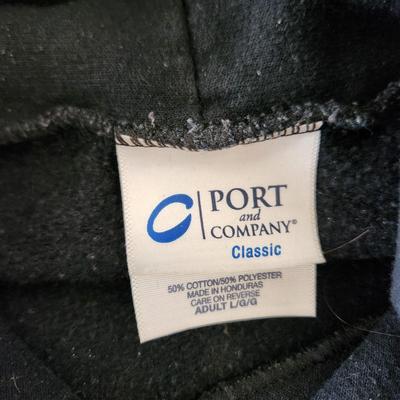 PORT
and
COMPANY®
Classic
50% COTTON/50% POLYESTER
MADE IN HONDURAS
CARE ON REVERSE
ADULT L/G/G